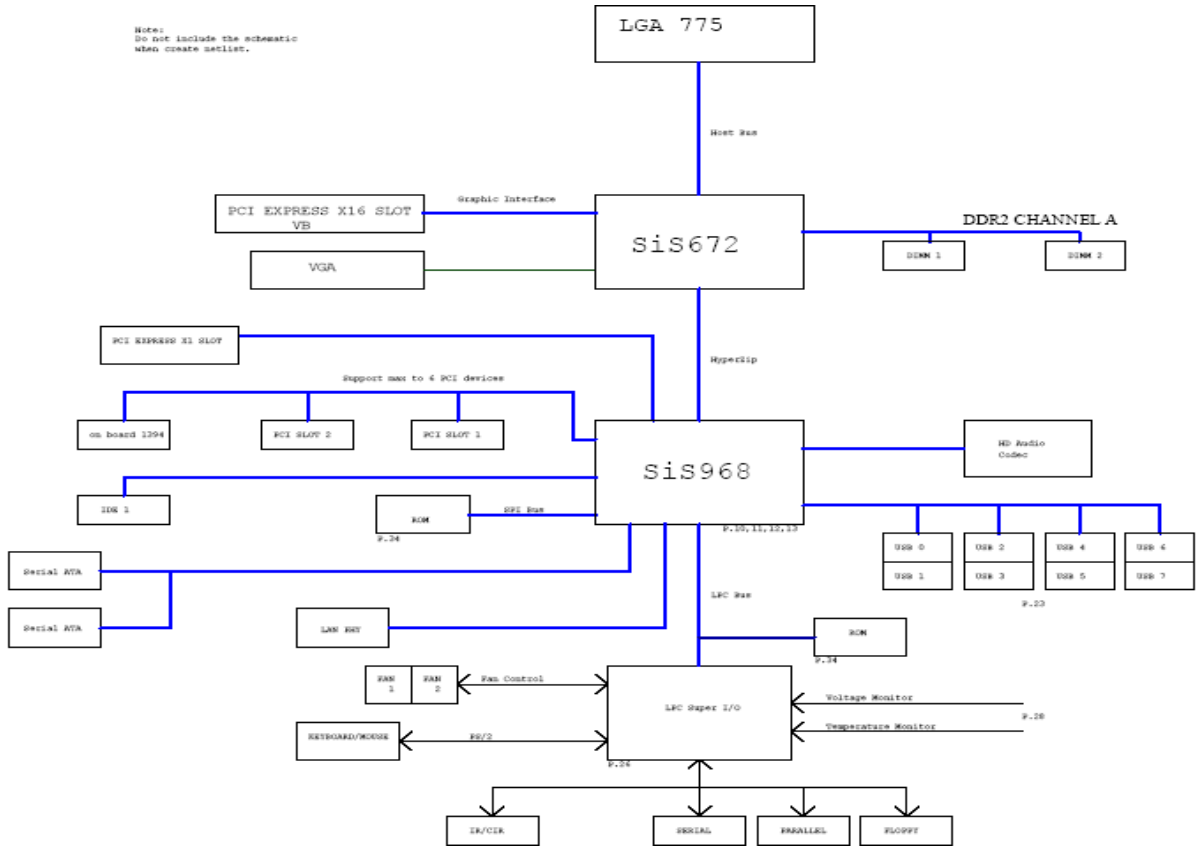 Note:
Do not include the schematic
when create netlist.
LGA 775
Host Bus
PCI EXPRESS X16 SLOT
VB
Graphic Interface
SiS672
DDR2 CHANNEL A
DIMM 1
DIMM 2
VGA
PCI EXPRESS X1 SLOT
HyperZip
Support max to 6 PCI devices
on board 1394
PCI SLOT 2
PCI SLOT 1
SiS968
HD Audio
Codec
IDE 1
ROM
SPI Bus
P.34
P.10,11,12,13
USB 0
USB 2
USB 4
USB 6
USB 1
USB 3
USB 5
USB 7
P.23
Serial ATA
Serial ATA
LPC Bus
LAN PHY
ROM
P.34
FAN
1
FAN
2
Fan Control
LPC Super I/O
Voltage Monitor
P.28
Temperature Monitor
KEYBOARD/MOUSE
PS/2
P.26
IR/CIR
SERIAL
PARALLEL
FLOPPY